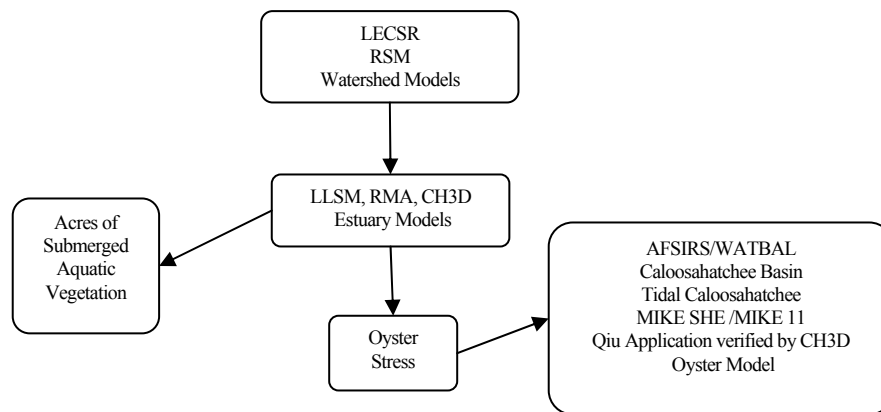 LECSR
RSM
Watershed Models
LLSM, RMA, CH3D
Estuary Models
Acres of
Submerged
Aquatic
Vegetation
Oyster
Stress
AFSIRS/WATBAL
Caloosahatchee Basin
Tidal Caloosahatchee
MIKE SHE /MIKE 11
Qiu Application verified by CH3D
Oyster Model